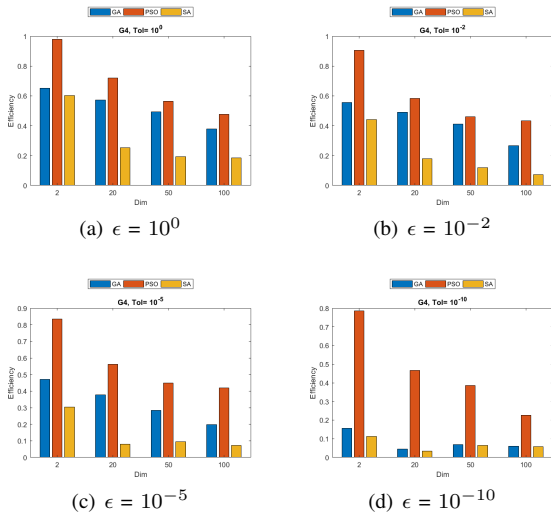 GA PSO SA
G4, Tol= 10^0
1
0.8
0.6
0.4
0.2
0
Efficiency
2 20 50 100
Dim
(a) ϵ = 10^0
GA PSO SA
G4, Tol= 10^-2
1
0.8
0.6
0.4
0.2
0
Efficiency
2 20 50 100
Dim
(b) ϵ = 10^−2
GA PSO SA
G4, Tol= 10^-5
0.9
0.8
0.7
0.6
0.5
0.4
0.3
0.2
0.1
0
Efficiency
2 20 50 100
Dim
(c) ϵ = 10^−5
GA PSO SA
G4, Tol= 10^-10
0.8
0.7
0.6
0.5
0.4
0.3
0.2
0.1
0
Efficiency
2 20 50 100
Dim
(d) ϵ = 10^−10